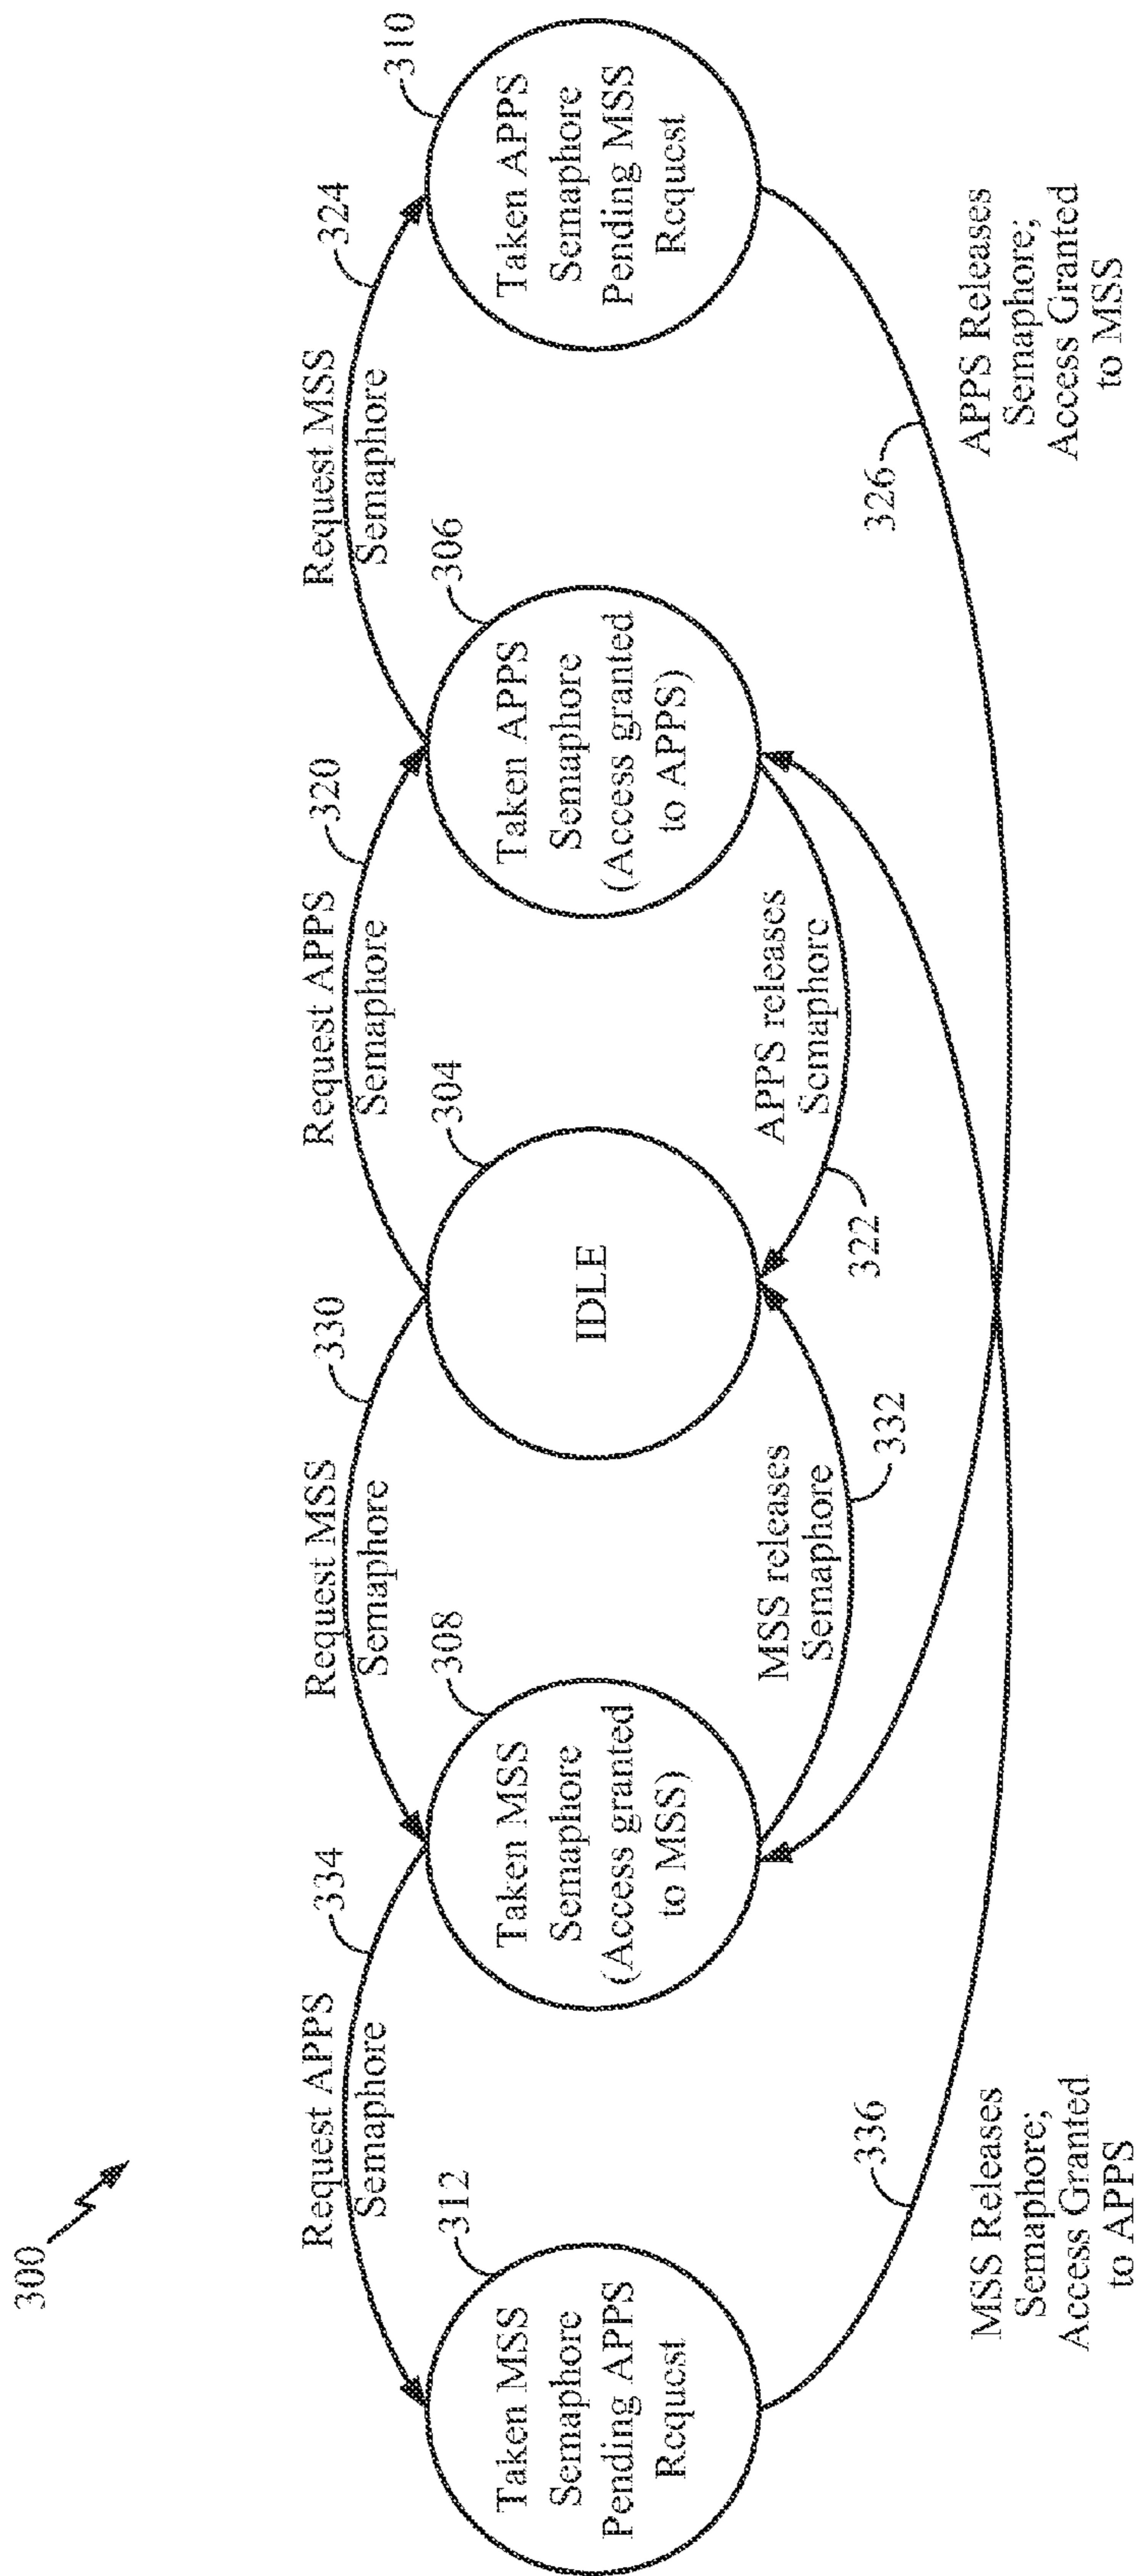 300
Request APPS
Semaphore
334
Request MSS
Semaphore
330
Request APPS
Semaphore
320
Request MSS
Semaphore
324
312
Taken MSS
Semaphore
Pending APPS
Request
308
Taken MSS
Semaphore
(Access granted
to MSS)
304
IDLE
306
Taken APPS
Semaphore
(Access granted
to APPS)
310
Taken APPS
Semaphore
Pending MSS
Request
MSS releases
Semaphore
332
APPS releases
Semaphore
322
336
MSS Releases
Semaphore;
Access Granted
to APPS
326
APPS Releases
Semaphore;
Access Granted
to MSS